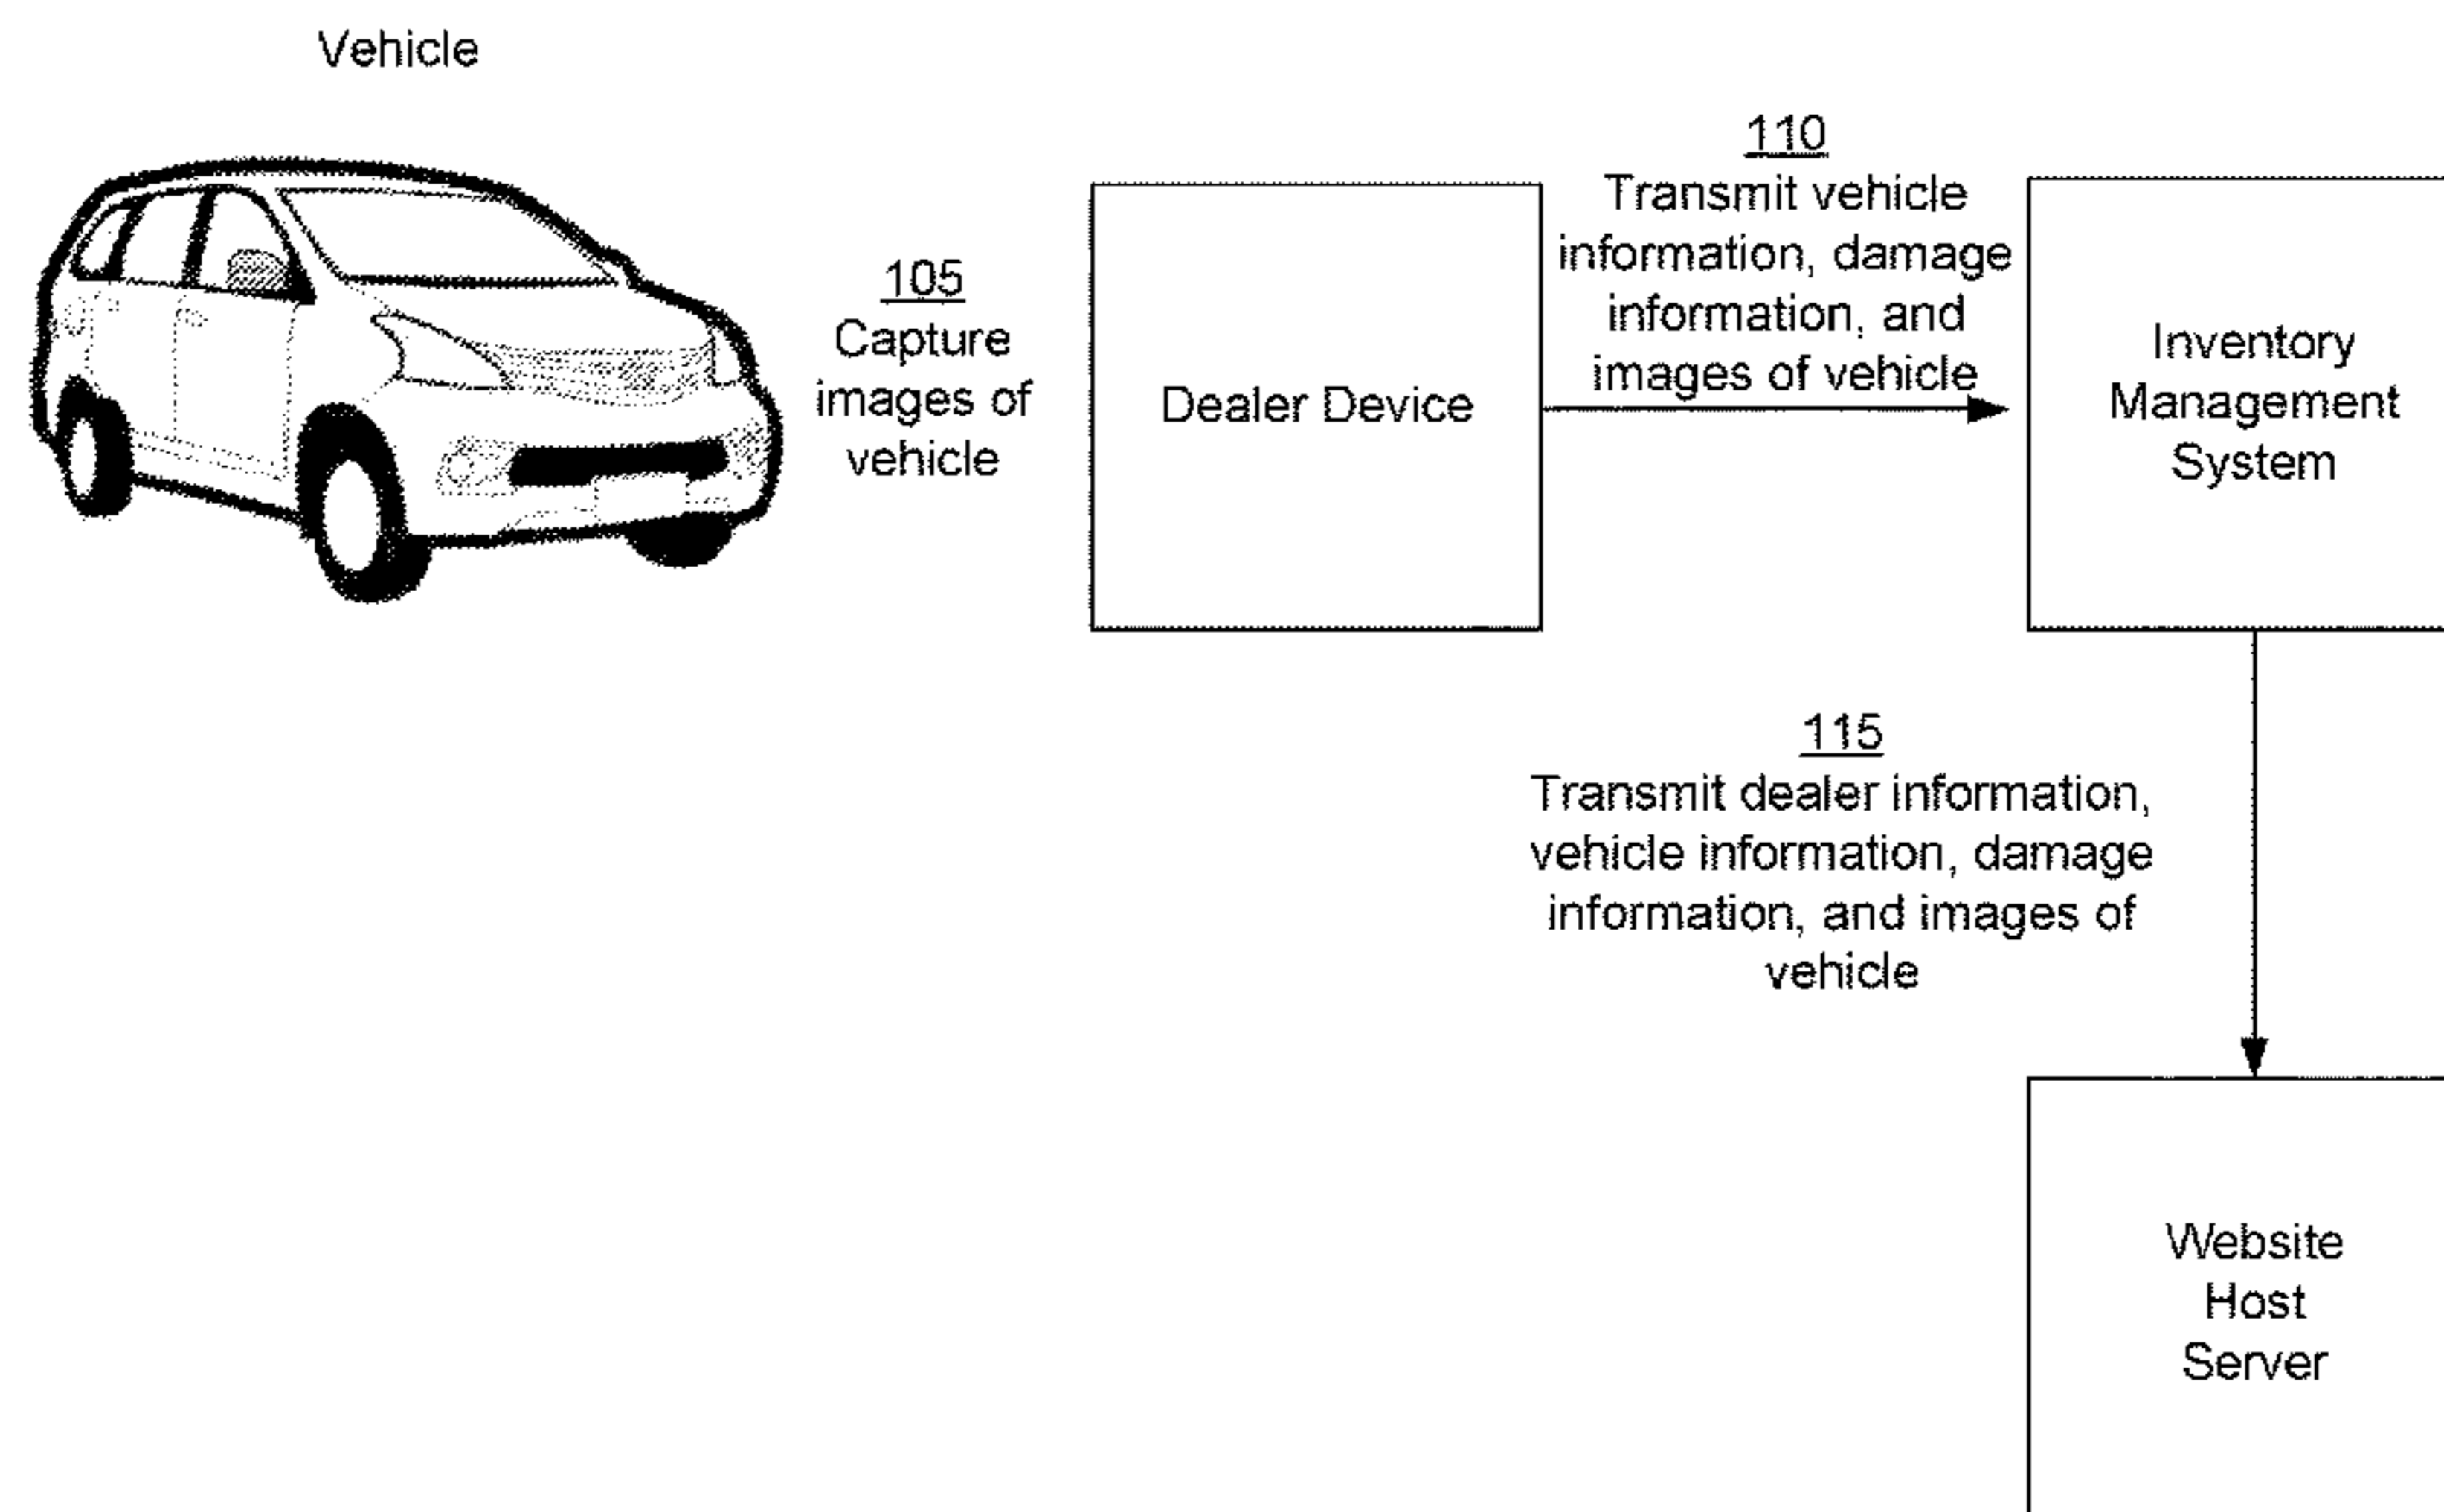 Vehicle
105
Capture
images of
vehicle
Dealer Device
110
Transmit vehicle
information, damage
information, and
images of vehicle
Inventory
Management
System
115
Transmit dealer information,
vehicle information, damage
information, and images of
vehicle
Website
Host
Server